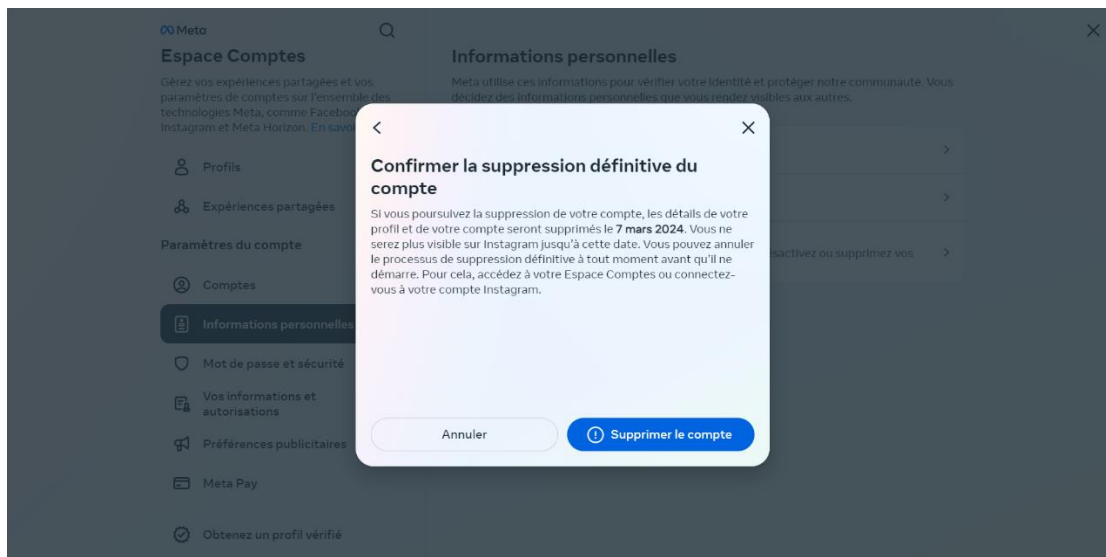 Meta
Espace Comptes
Gérez vos expériences partagées et vos
paramètres de comptes sur l'ensemble des
technologies Meta, comme
Instagram et Meta Horizon. En
Profils
Expériences partagées
Paramètres du compte
Comptes
Informations personnelles
Mot de passe et sécurité
Vos informations et
autorisations
Préférences publicitaires
Meta Pay
Obtenez un profil vérifié
Informations personnelles
Meta utilise ces informations pour vérifier votre identité et protéger notre communauté. Vous
décidez des informations personnelles que vous rendez visibles aux autres.
ou supprimez vos
Confirmer la suppression définitive du
compte
Si vous poursuivez la suppression de votre compte, les détails de votre
profil et de votre compte seront supprimés le 7 mars 2024. Vous ne
serez plus visible sur Instagram jusqu'à cette date. Vous pouvez annuler
le processus de suppression définitive à tout moment avant qu'il ne
démarre. Pour cela, accédez à votre Espace Comptes ou connectez-
vous à votre compte Instagram.
Annuler
Supprimer le compte